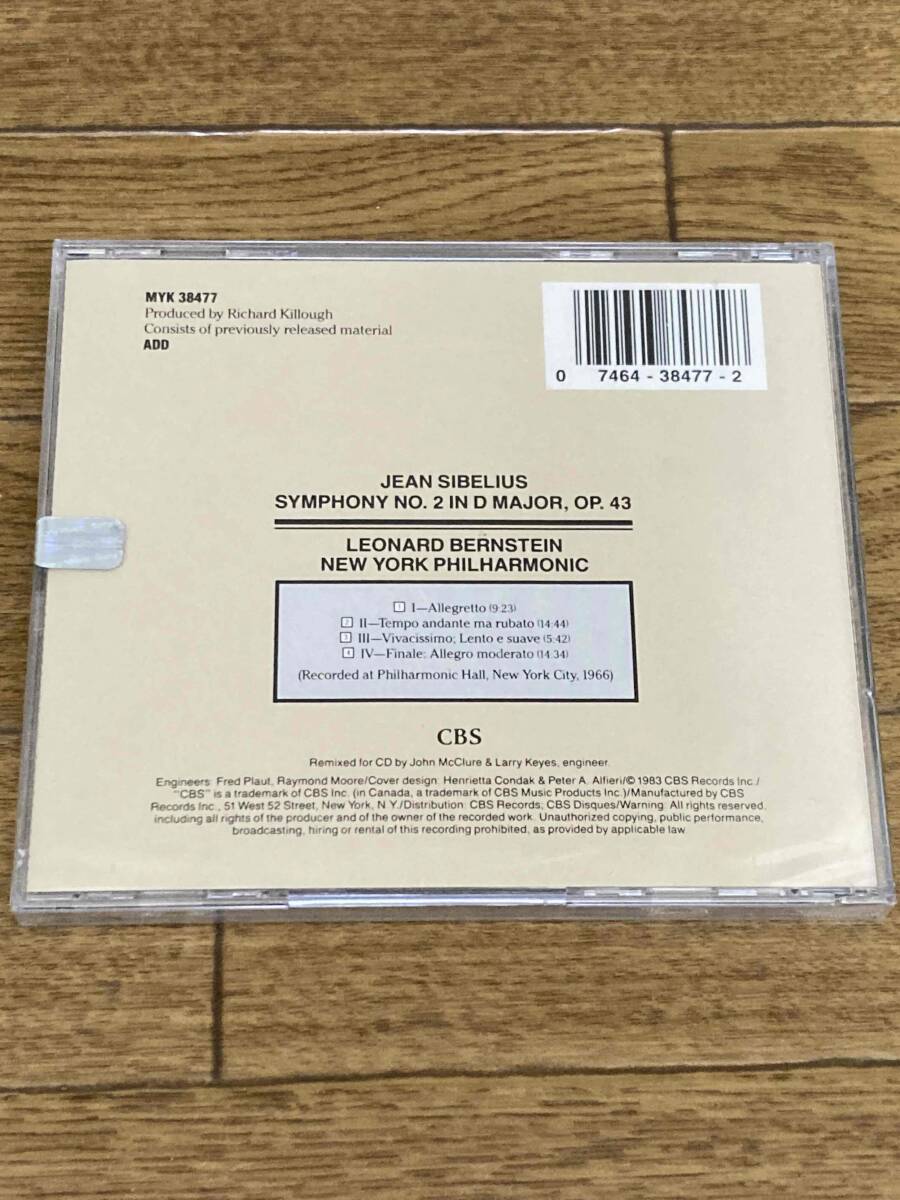 MYK 38477
Produced by Richard Killough
Consists of previously released material
ADD
0 7464 - 38477 - 2
JEAN SIBELIUS
SYMPHONY NO. 2 IN D MAJOR, OP. 43
LEONARD BERNSTEIN
NEW YORK PHILHARMONIC
1 I—Allegretto (9:23)
2 II—Tempo andante ma rubato (14:44)
3 III—Vivacissimo; Lento e suave (5:42)
4 IV—Finale: Allegro moderato (14:34)
(Recorded at Philharmonic Hall, New York City, 1966)
CBS
Remixed for CD by John McClure & Larry Keyes, engineer.
Engineers: Fred Plaut, Raymond Moore/Cover design: Henrietta Condak & Peter A. Alfieri/© 1983 CBS Records Inc./
"CBS" is a trademark of CBS Inc. (in Canada, a trademark of CBS Music Products Inc.)/Manufactured by CBS
Records Inc., 51 West 52 Street, New York, N.Y./Distribution: CBS Records; CBS Disques/Warning: All rights reserved,
including all rights of the producer and of the owner of the recorded work. Unauthorized copying, public performance,
broadcasting, hiring or rental of this recording prohibited, as provided by applicable law.